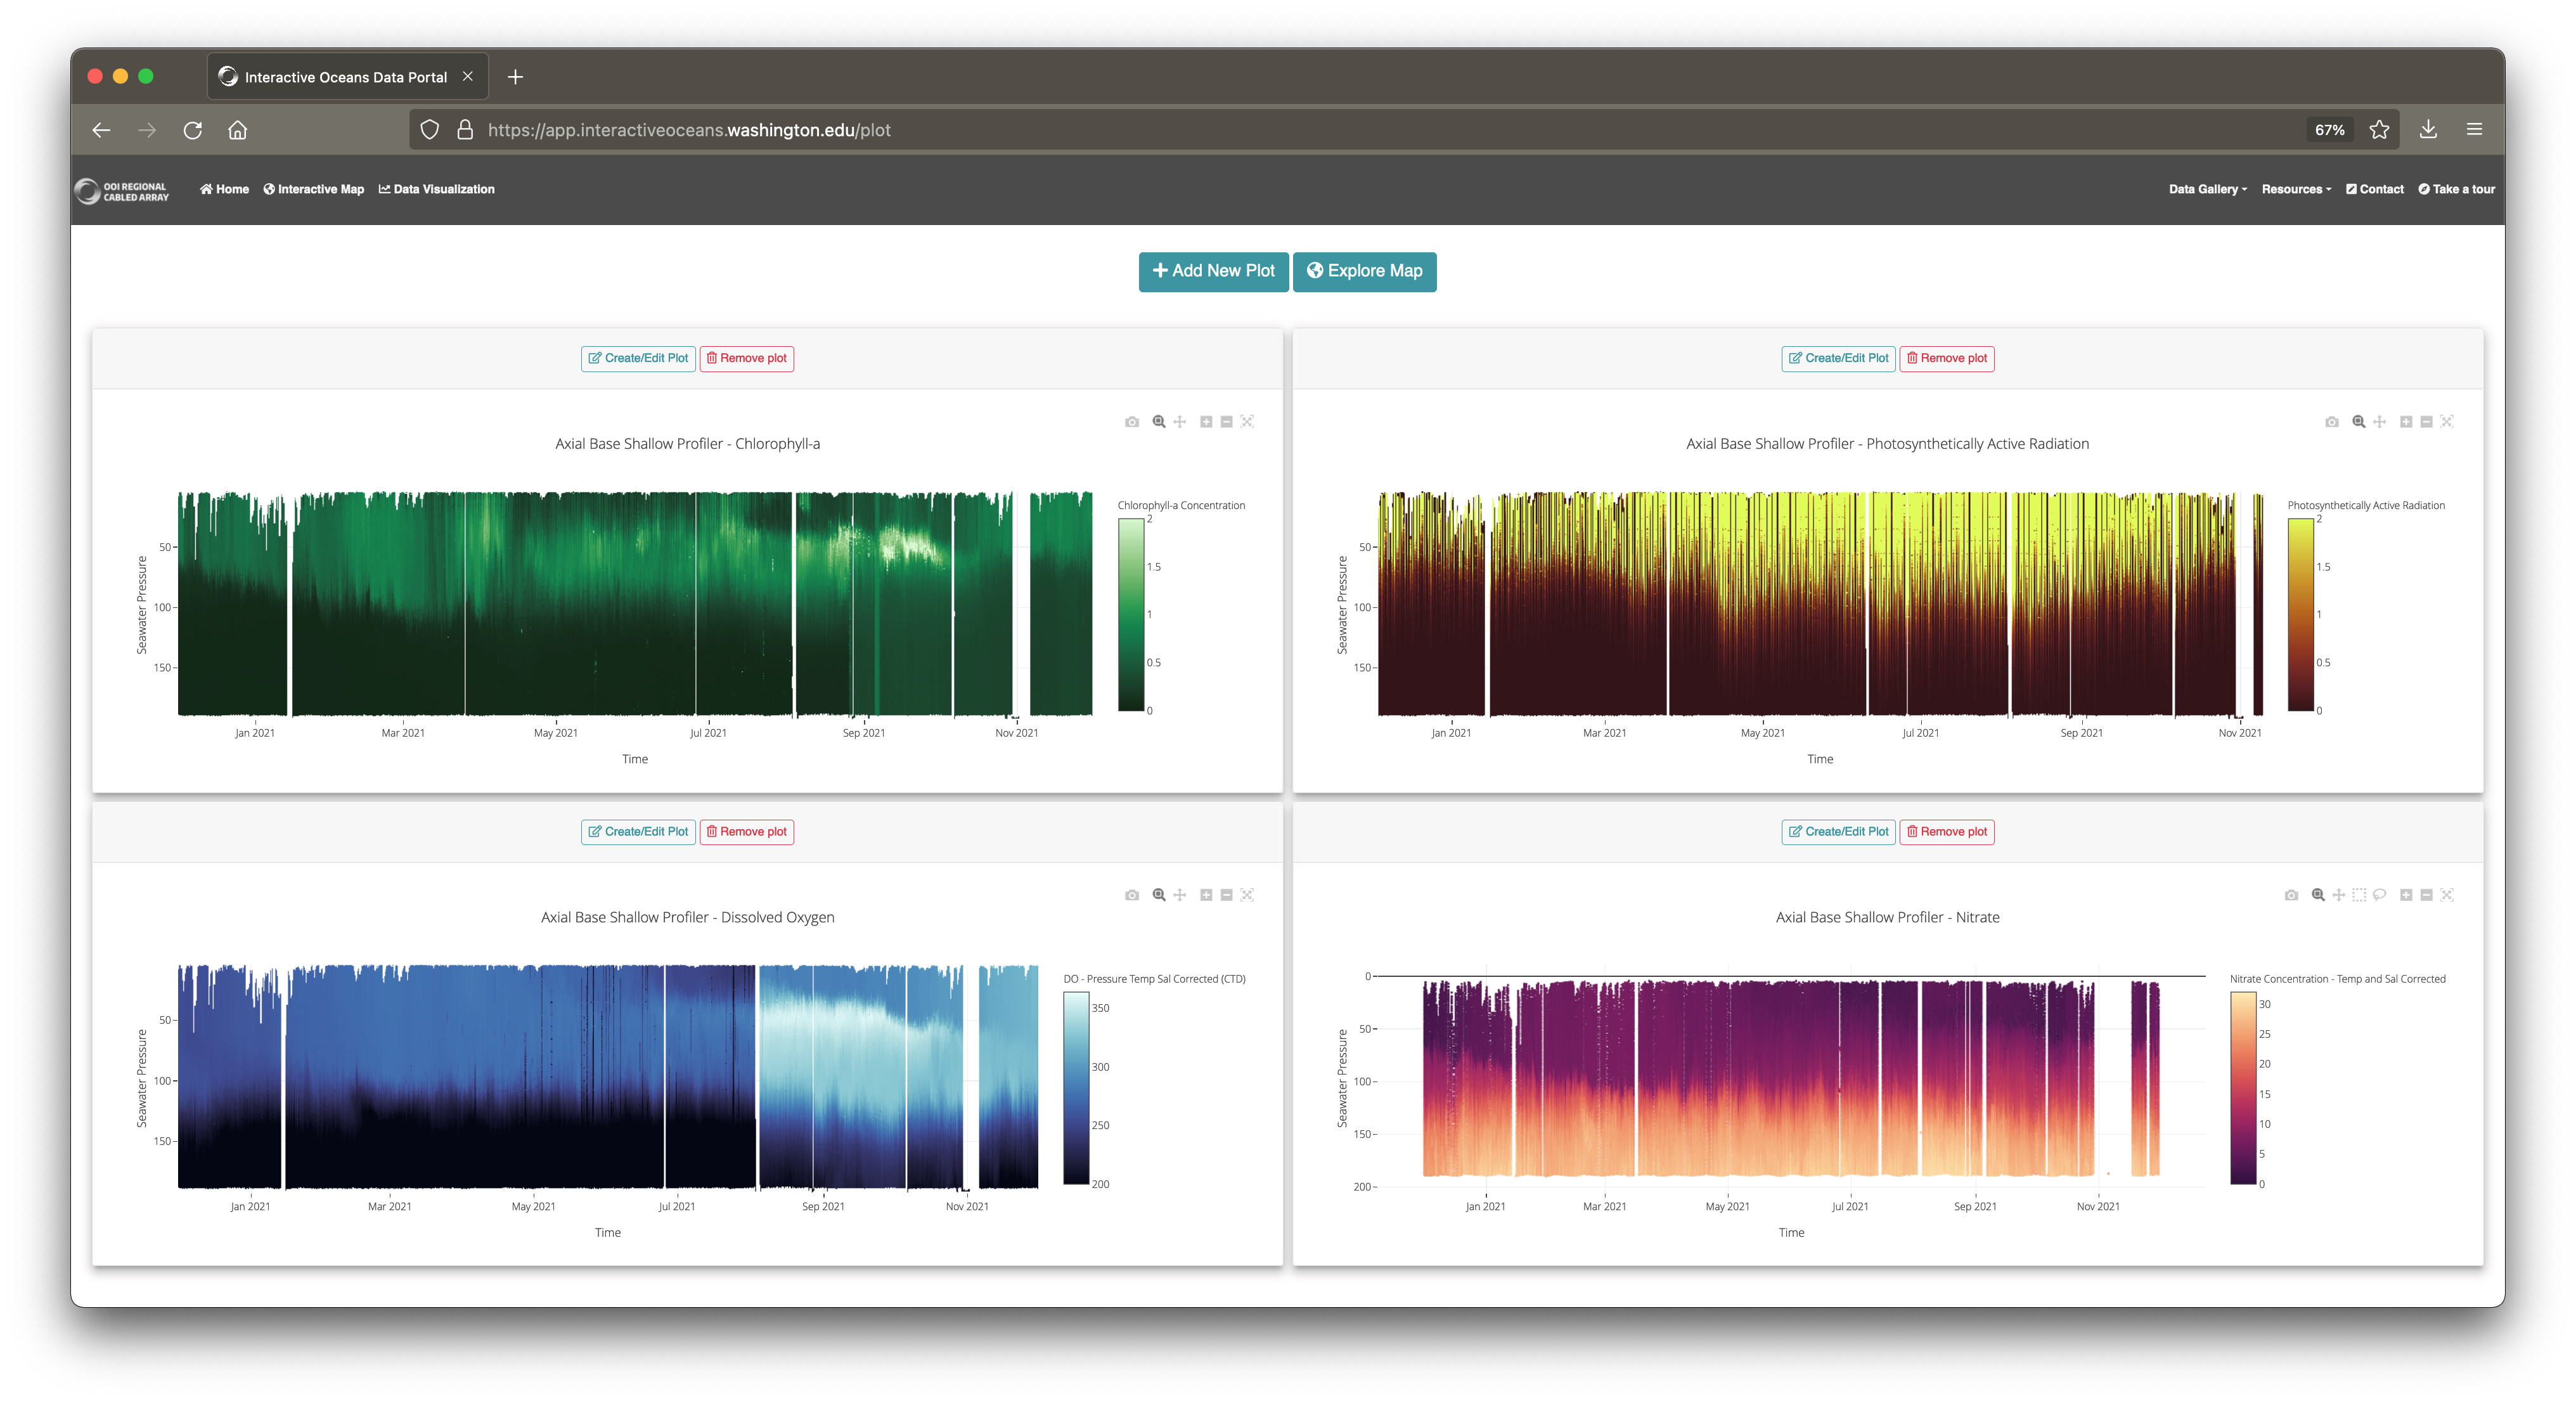 Interactive Oceans Data Portal
https://app.interactiveoceans.washington.edu/plot
67%
OOI REGIONAL
CABLED ARRAY
Home Interactive Map Data Visualization
Data Gallery Resources Contact Take a tour
Add New Plot Explore Map
Create/Edit Plot Remove plot
Axial Base Shallow Profiler - Chlorophyll-a
Chlorophyll-a Concentration
2
1.5
1
0.5
0
Seawater Pressure
50
100
150
Jan 2021 Mar 2021 May 2021 Jul 2021 Sep 2021 Nov 2021
Time
Create/Edit Plot Remove plot
Axial Base Shallow Profiler - Photosynthetically Active Radiation
Photosynthetically Active Radiation
2
1.5
1
0.5
0
Seawater Pressure
50
100
150
Jan 2021 Mar 2021 May 2021 Jul 2021 Sep 2021 Nov 2021
Time
Create/Edit Plot Remove plot
Axial Base Shallow Profiler - Dissolved Oxygen
DO - Pressure Temp Sal Corrected (CTD)
350
300
250
200
Seawater Pressure
50
100
150
Jan 2021 Mar 2021 May 2021 Jul 2021 Sep 2021 Nov 2021
Time
Create/Edit Plot Remove plot
Axial Base Shallow Profiler - Nitrate
Nitrate Concentration - Temp and Sal Corrected
30
25
20
15
10
5
0
Seawater Pressure
0
50
100
150
200
Jan 2021 Mar 2021 May 2021 Jul 2021 Sep 2021 Nov 2021
Time